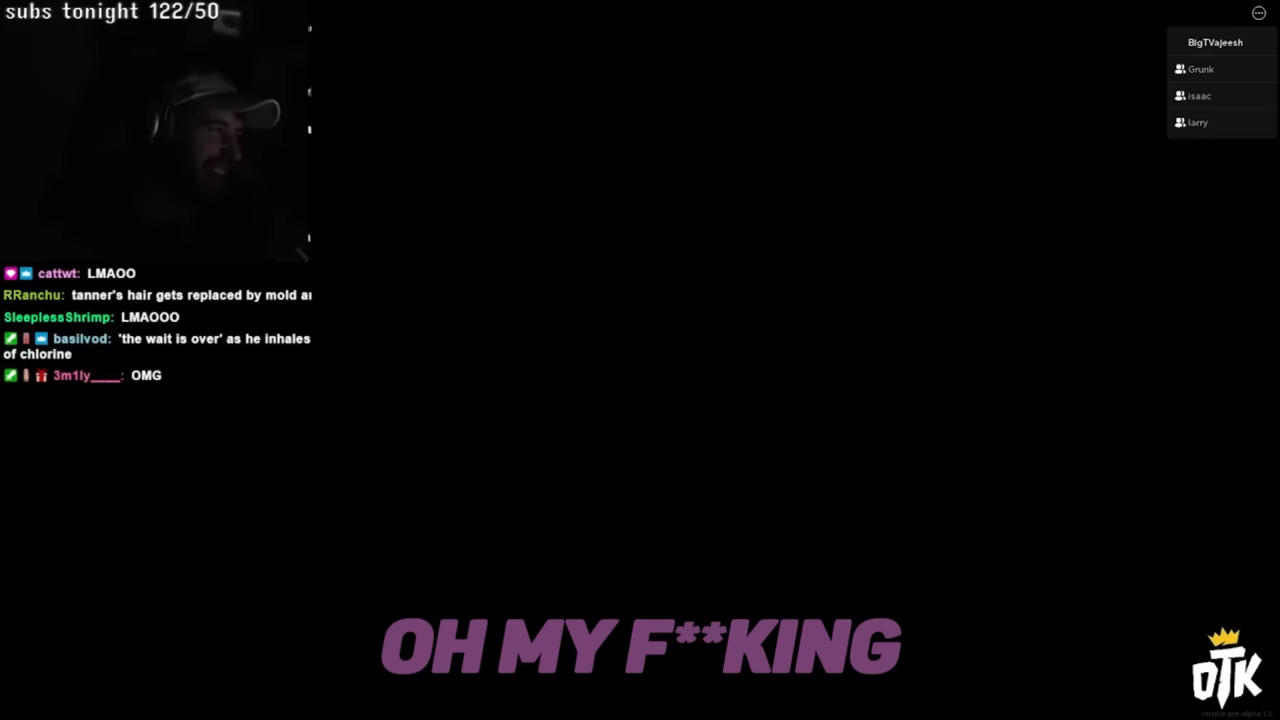 subs tonight 122/50
BigTVajeesh
Grunk
isaac
larry
cattwt: LMAOO
RRanchu: tanner's hair gets replaced by mold ar
SleeplessShrimp: LMAOOO
basilvod: 'the wait is over' as he inhales
of chlorine
3m1ly____: OMG
OH MY F**KING
OTK